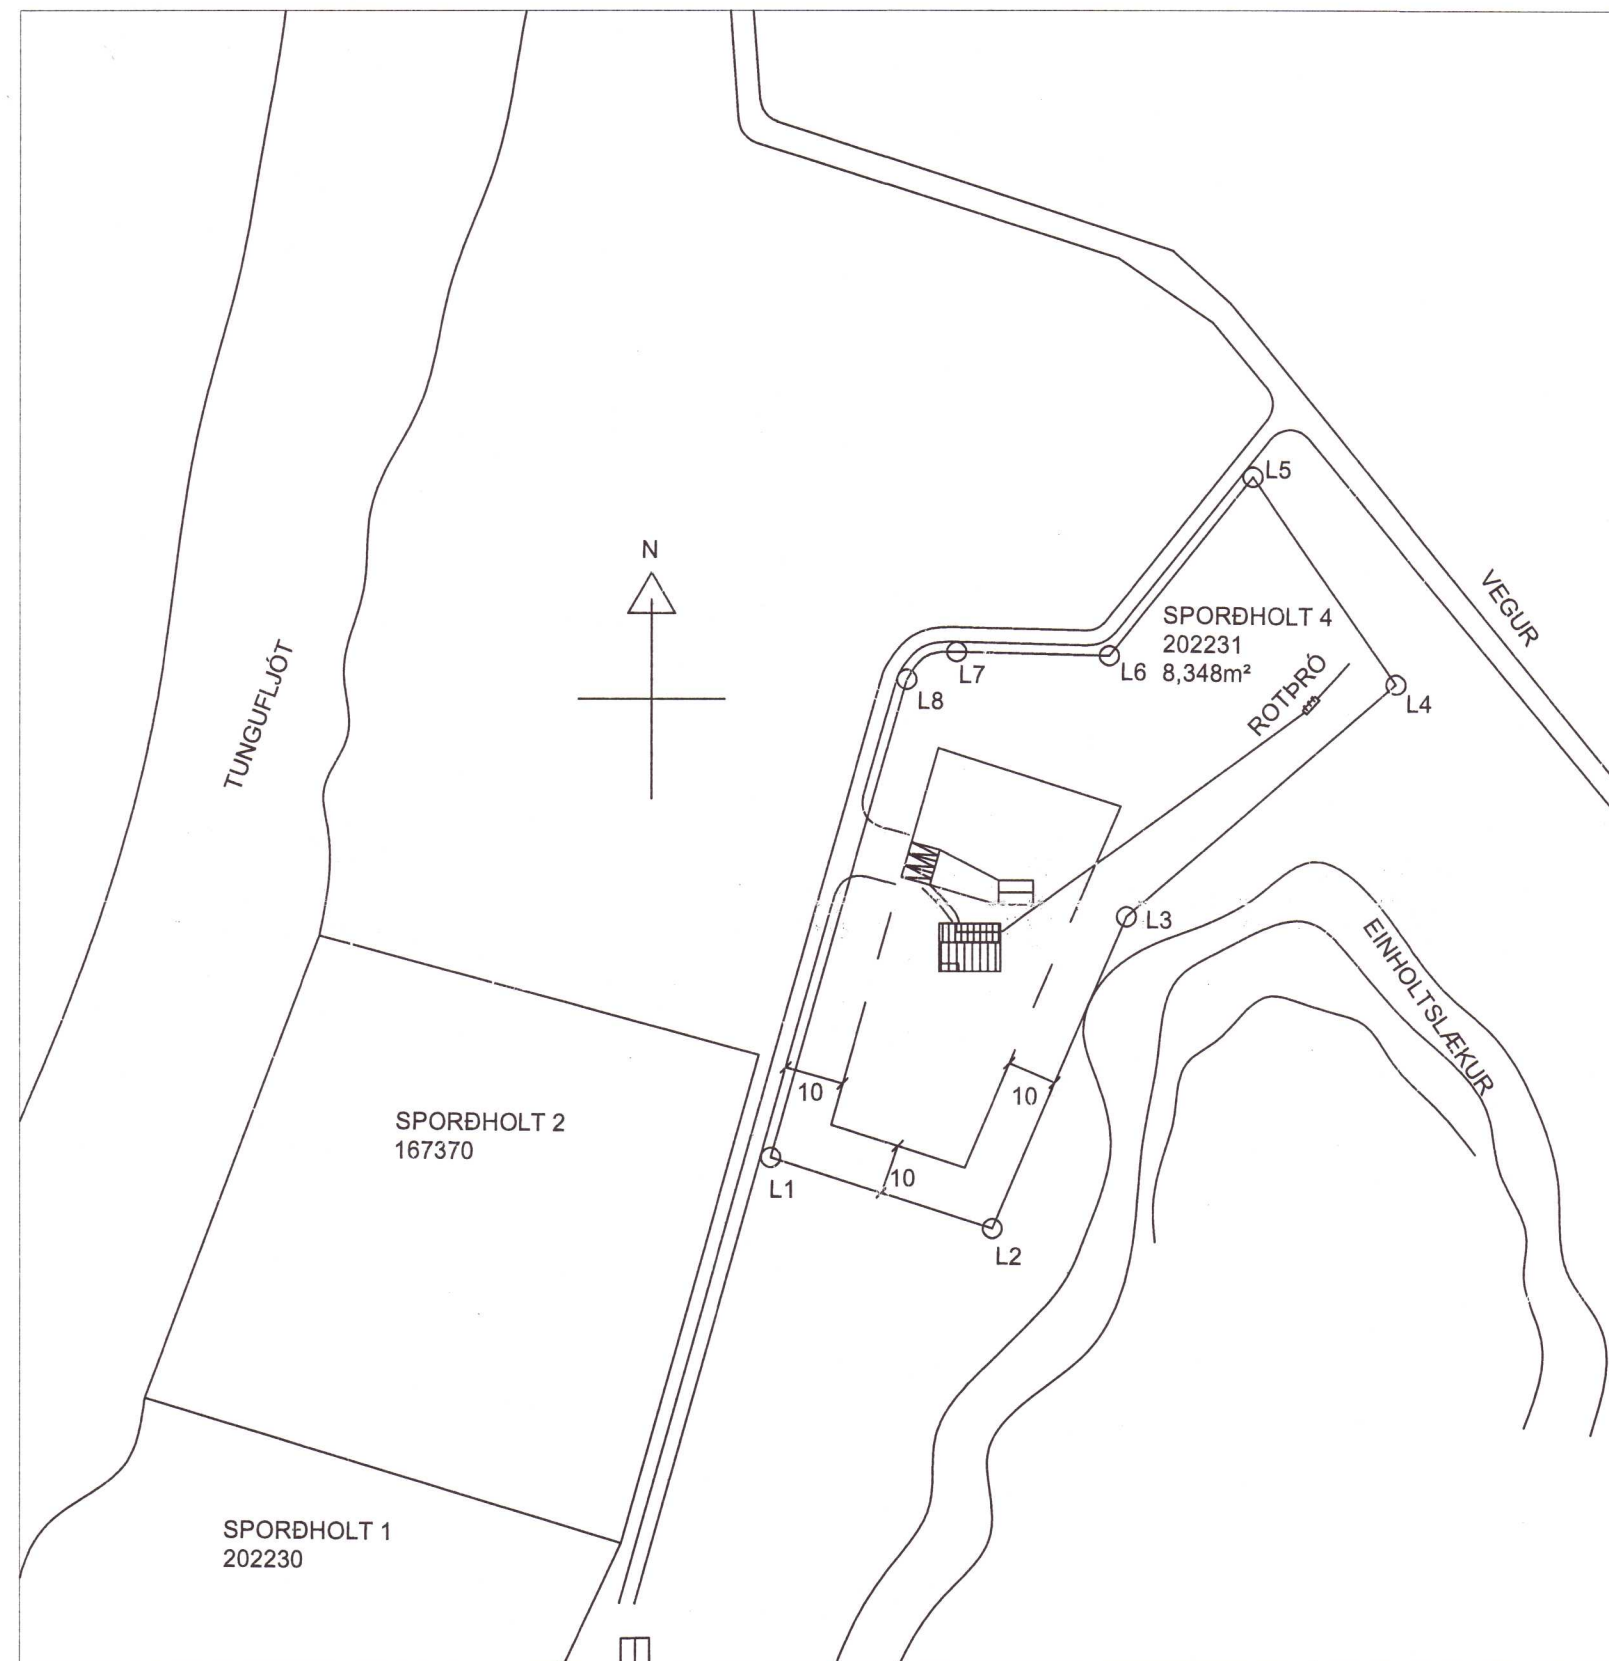 L5
N
VEGUR
SPORÐHOLT 4
202231
8,348m²
L6
L7
L8
L4
ROTÞRÓ
TUNGUFLJÓT
L3
EINHOLTSLÆKUR
10
10
SPORÐHOLT 2
167370
10
L1
L2
SPORÐHOLT 1
202230